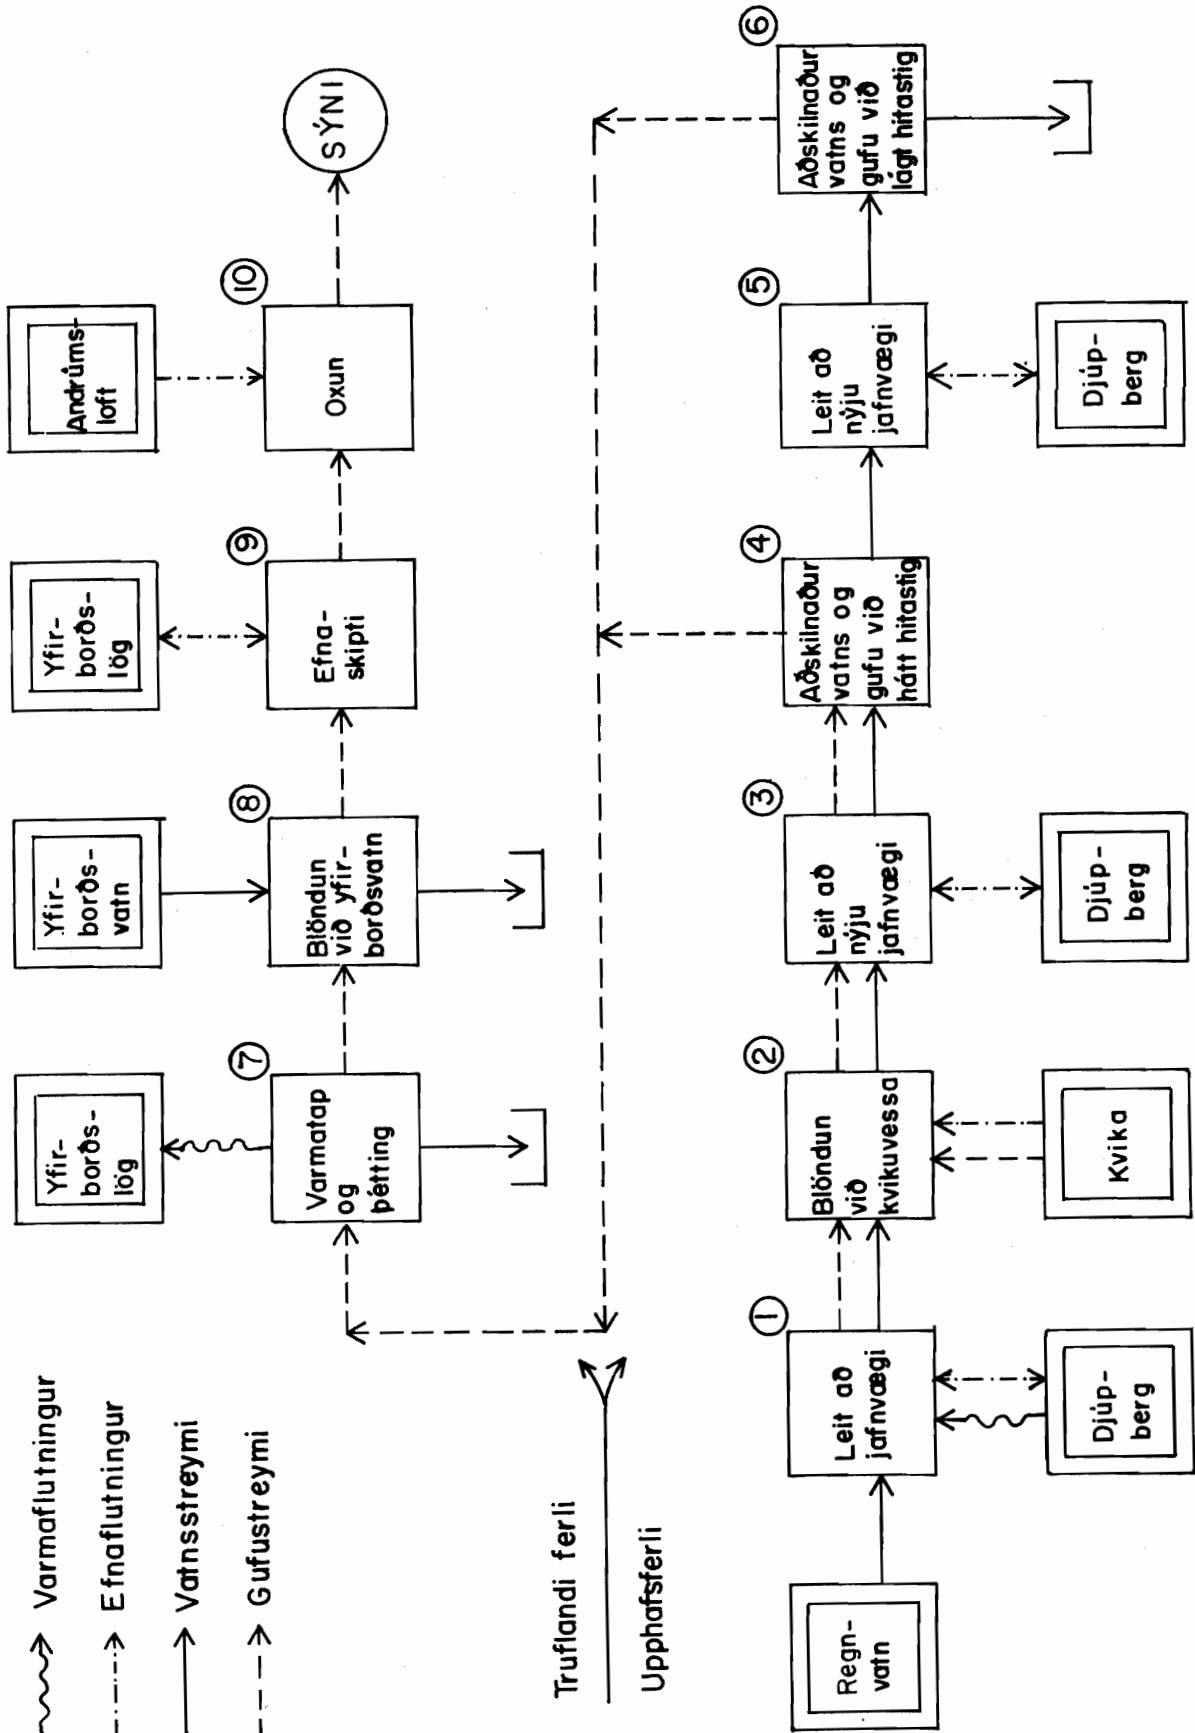 Varmaflutningur
Efnaflutningur
Vatnsstreymi
Gufustreymi
Yfir-
borðs-
lög
Yfir-
borðs-
vatn
Yfir-
borðs-
lög
Andrúms-
loft
7
Varmatap
og
þétting
8
Blöndun
við yfir-
borðsvatn
9
Efna-
skipti
10
Oxun
SÝNI
Truflandi ferli
Upphafsferli
Regn-
vatn
1
Leit að
jafnvægi
2
Blöndun
við
kvikuvessa
3
Leit að
nýju
jafnvægi
4
Aðskilnaður
vatns og
gufu við
hátt hitastig
5
Leit að
nýju
jafnvægi
6
Aðskilnaður
vatns og
gufu við
lágt hitastig
Djúp-
berg
Kvika
Djúp-
berg
Djúp-
berg